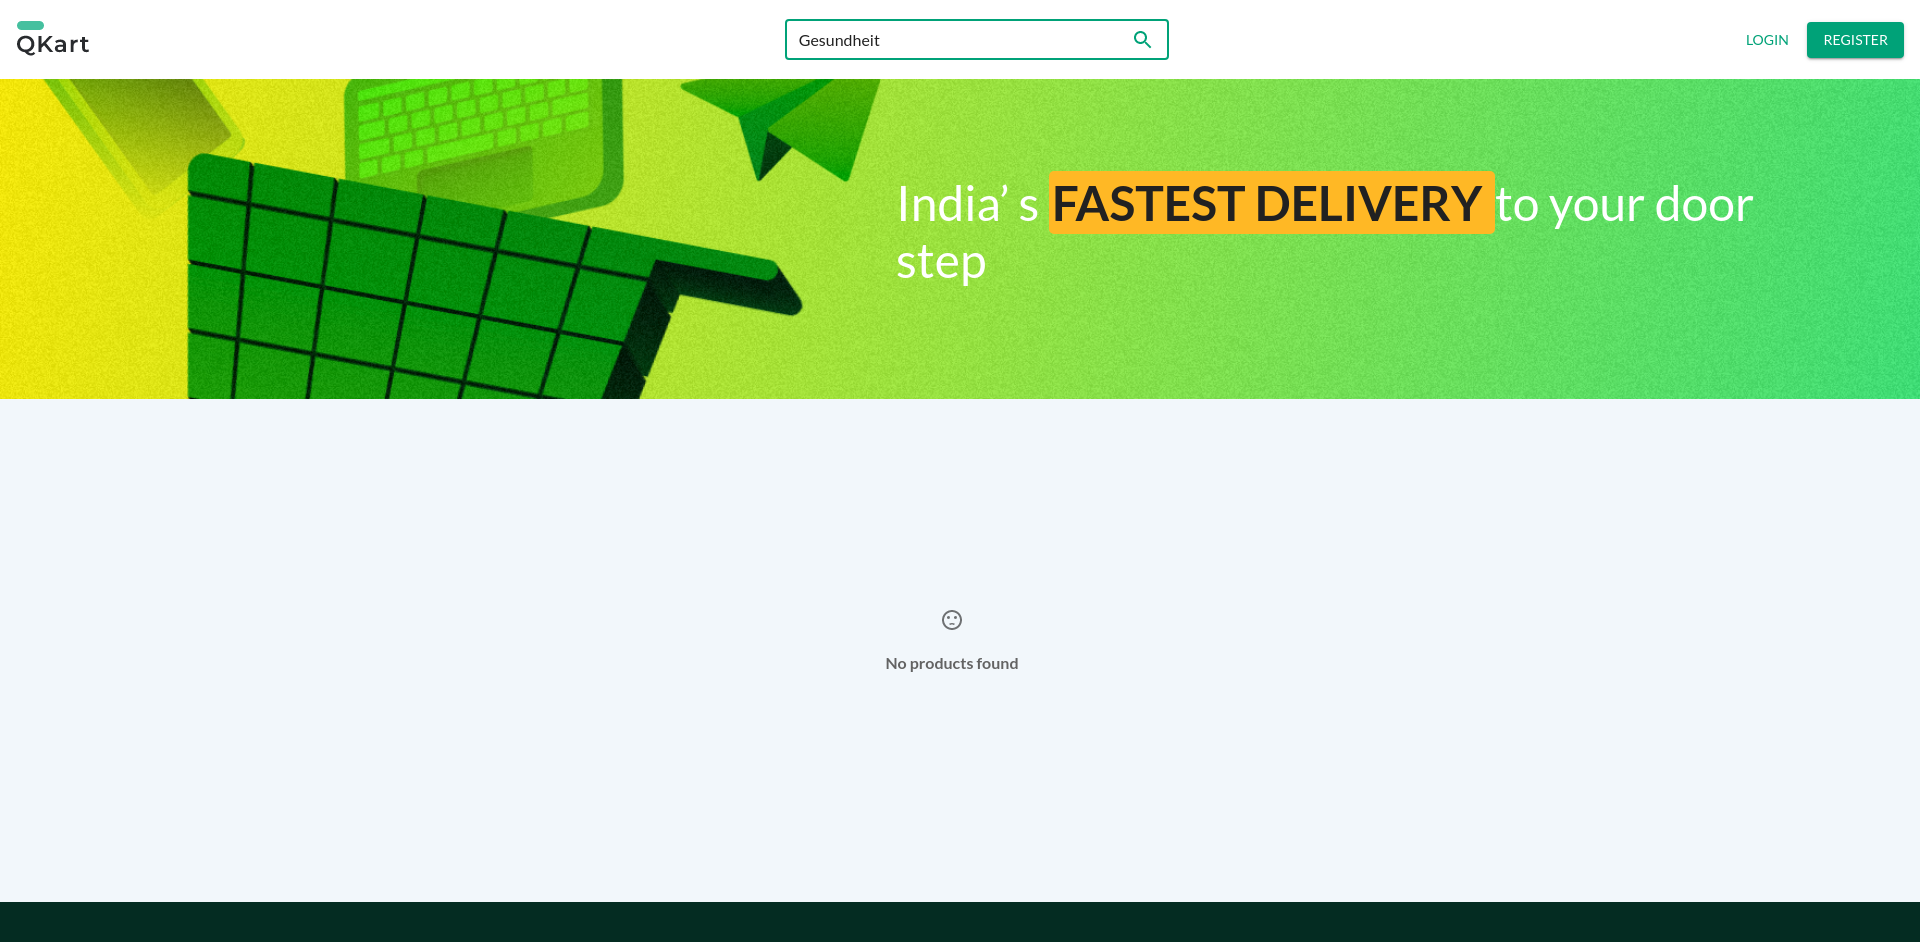 QKart
Gesundheit
LOGIN
REGISTER
India’ s FASTEST DELIVERY to your door
step
No products found